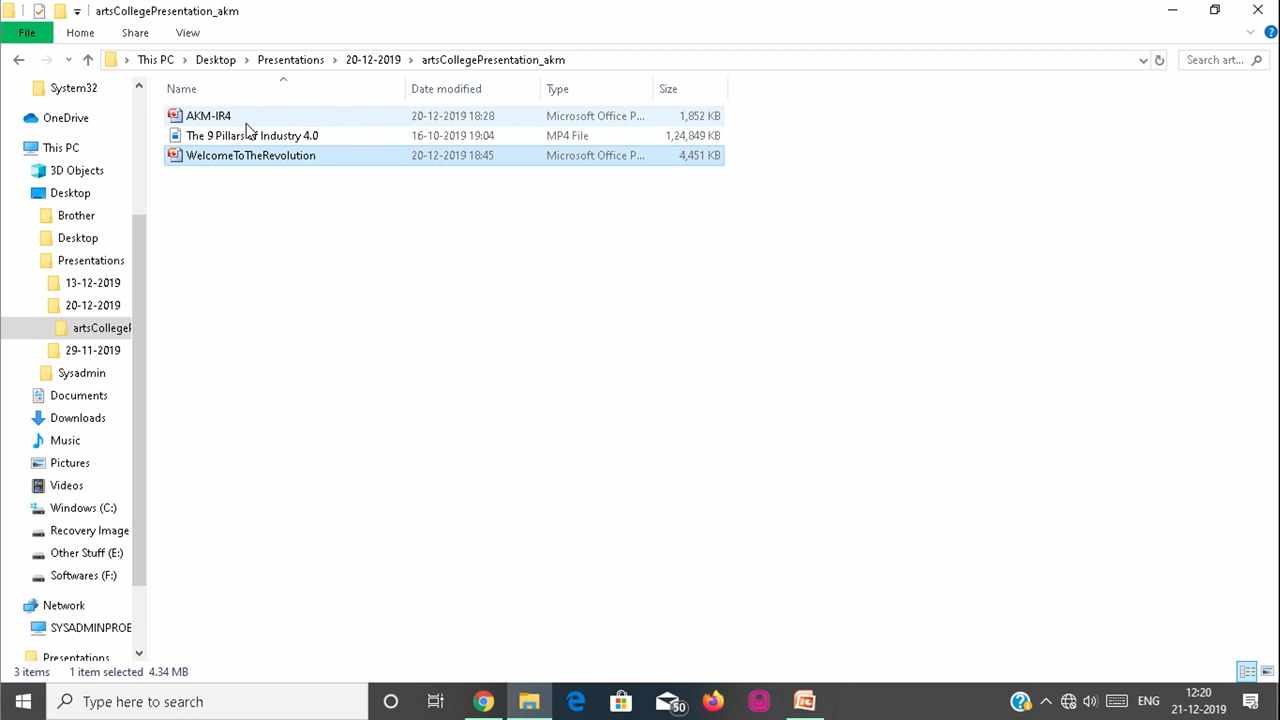 artsCollegePresentation_akm
File Home Share View
This PC Desktop Presentations 20-12-2019 artsCollegePresentation_akm Search art...
Name Date modified Type Size
AKM-IR4 20-12-2019 18:28 Microsoft Office P... 1,852 KB
The 9 Pillars of Industry 4.0 16-10-2019 19:04 MP4 File 1,24,849 KB
WelcomeToTheRevolution 20-12-2019 18:45 Microsoft Office P... 4,451 KB
System32
OneDrive
This PC
3D Objects
Desktop
Brother
Desktop
Presentations
13-12-2019
20-12-2019
artsCollegeP
29-11-2019
Sysadmin
Documents
Downloads
Music
Pictures
Videos
Windows (C:)
Recovery Image
Other Stuff (E:)
Softwares (F:)
Network
SYSADMINPROB
Presentations
3 items 1 item selected 4.34 MB
Type here to search 50 ENG 12:20
21-12-2019